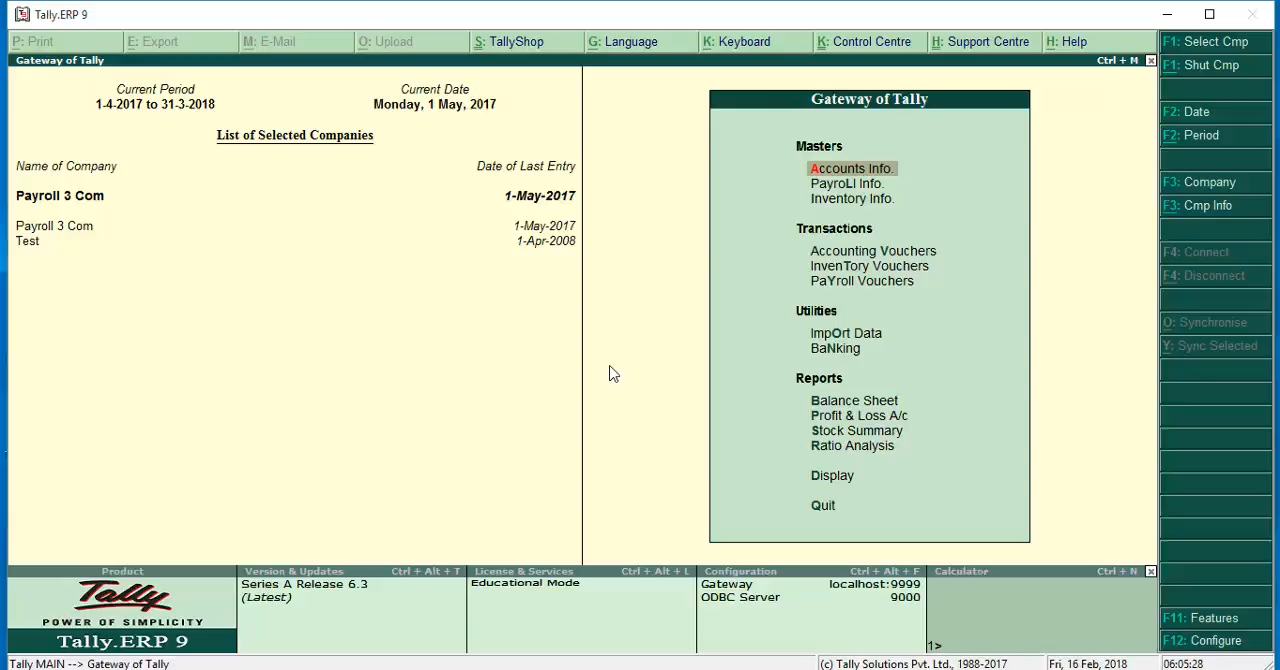 Tally.ERP 9
P: Print E: Export M: E-Mail O: Upload S: TallyShop G: Language K: Keyboard K: Control Centre H: Support Centre H: Help
Gateway of Tally Ctrl + M
Current Period Current Date
1-4-2017 to 31-3-2018 Monday, 1 May, 2017
List of Selected Companies
Name of Company Date of Last Entry
Payroll 3 Com 1-May-2017
Payroll 3 Com 1-May-2017
Test 1-Apr-2008
Gateway of Tally
Masters
Accounts Info.
PayroLl Info.
Inventory Info.
Transactions
Accounting Vouchers
InvenTory Vouchers
PaYroll Vouchers
Utilities
ImpOrt Data
BaNking
Reports
Balance Sheet
Profit & Loss A/c
Stock Summary
Ratio Analysis
Display
Quit
F1: Select Cmp
F1: Shut Cmp
F2: Date
F2: Period
F3: Company
F3: Cmp Info
F4: Connect
F4: Disconnect
O: Synchronise
Y: Sync Selected
F11: Features
F12: Configure
Product
Tally
POWER OF SIMPLICITY
Tally.ERP 9
Version & Updates Ctrl + Alt + T
Series A Release 6.3
(Latest)
License & Services Ctrl + Alt + L
Educational Mode
Configuration Ctrl + Alt + F
Gateway localhost:9999
ODBC Server 9000
Calculator Ctrl + N
1>
Tally MAIN --> Gateway of Tally (c) Tally Solutions Pvt. Ltd., 1988-2017 Fri, 16 Feb, 2018 06:05:28